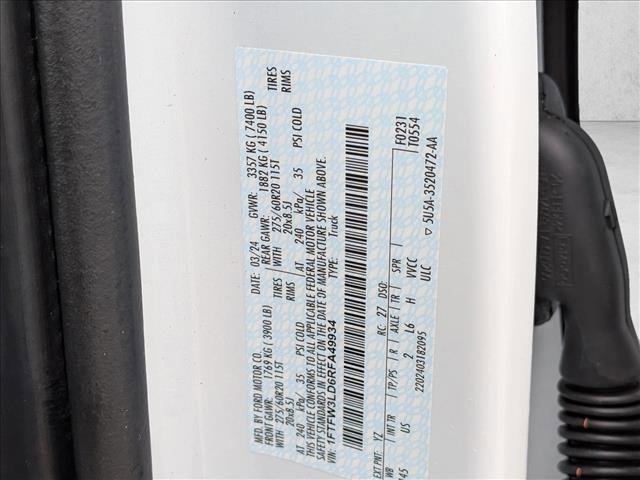 MFD. BY FORD MOTOR CO.
DATE: 03/24 GVWR: 3357 KG ( 7400 LB)
FRONT GAWR: 1769 KG ( 3900 LB) REAR GAWR: 1882 KG ( 4150 LB)
WITH 275/60R20 115T TIRES WITH 275/60R20 115T TIRES
20x8.5J RIMS 20x8.5J RIMS
AT 240 kPa/ 35 PSI COLD AT 240 kPa/ 35 PSI COLD
THIS VEHICLE CONFORMS TO ALL APPLICABLE FEDERAL MOTOR VEHICLE
SAFETY STANDARDS IN EFFECT ON THE DATE OF MANUFACTURE SHOWN ABOVE.
VIN: 1FTFW3LD6RFA49934 TYPE: Truck
F0231
T0554
EXT PNT: YZ RC: 27 DSO:
WB INT TR TP/PS R AXLE TR SPR
145 US 2 L6 H VVCC
2202403182095 ULC
5U5A-3520472-AA